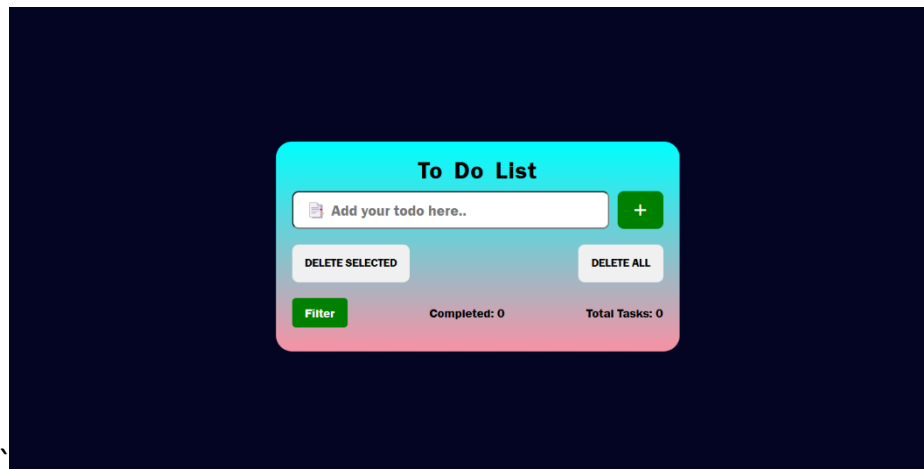 To Do List
Add your todo here..
+
DELETE SELECTED
DELETE ALL
Filter
Completed: 0
Total Tasks: 0
`